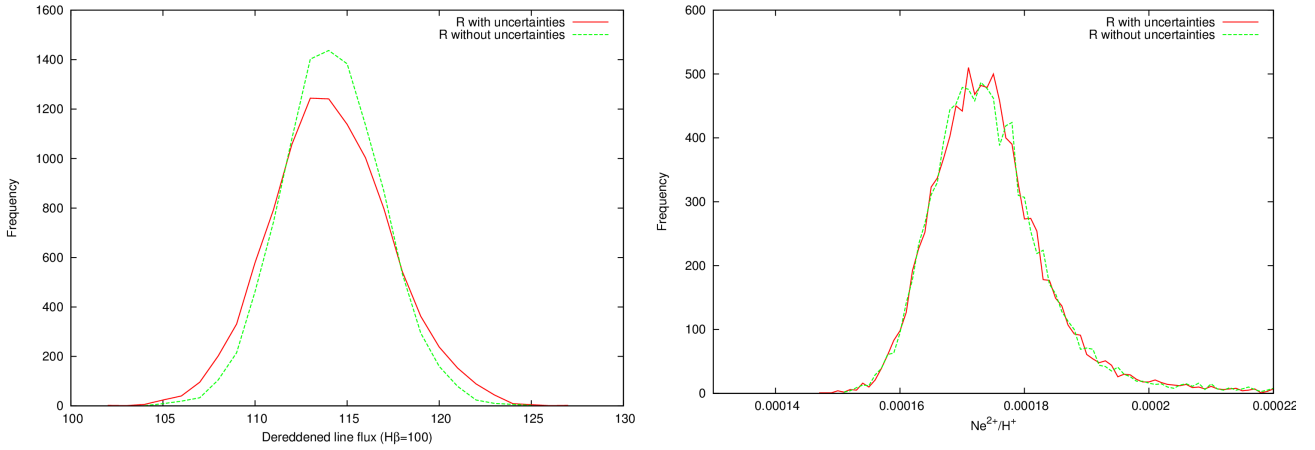 R with uncertainties
R without uncertainties
1600
1400
1200
1000
800
600
400
200
0
Frequency
100 105 110 115 120 125 130
Dereddened line flux (Hβ=100)
R with uncertainties
R without uncertainties
600
500
400
300
200
100
0
Frequency
0.00014 0.00016 0.00018 0.0002 0.00022
Ne²⁺/H⁺